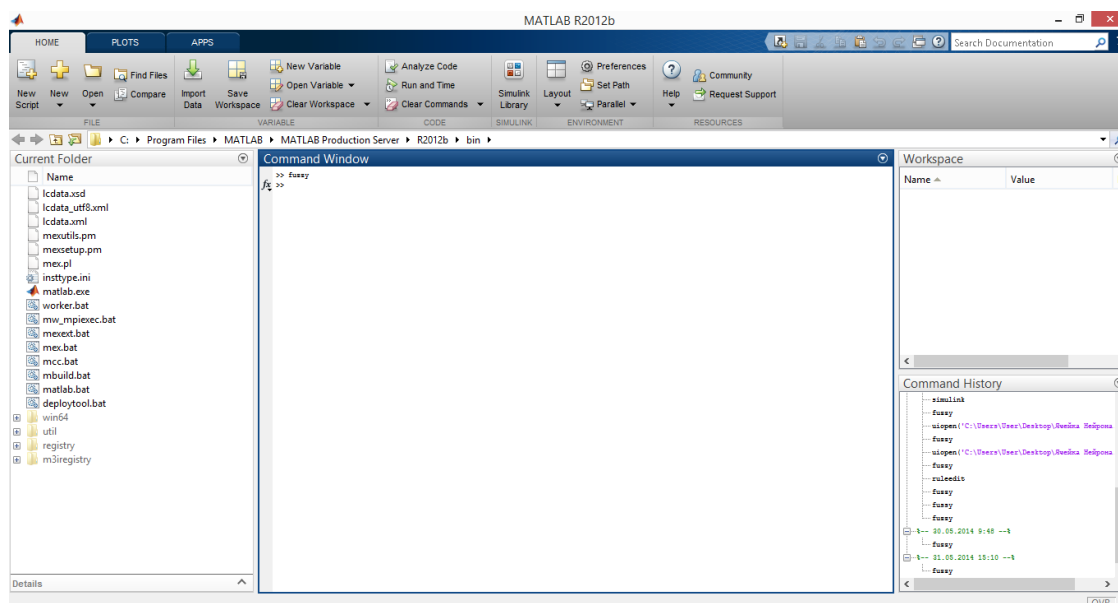 MATLAB R2012b
HOME PLOTS APPS
Search Documentation
New Script
New
Open
Find Files
Compare
Import Data
Save Workspace
New Variable
Open Variable
Clear Workspace
Analyze Code
Run and Time
Clear Commands
Simulink Library
Layout
Preferences
Set Path
Parallel
Help
Community
Request Support
FILE VARIABLE CODE SIMULINK ENVIRONMENT RESOURCES
C: Program Files MATLAB MATLAB Production Server R2012b bin
Current Folder
Name
lcdata.xsd
lcdata_utf8.xml
lcdata.xml
mexutils.pm
mexsetup.pm
mex.pl
insttype.ini
matlab.exe
worker.bat
mw_mpiexec.bat
mexext.bat
mex.bat
mcc.bat
mbuild.bat
matlab.bat
deploytool.bat
win64
util
registry
m3iregistry
Details
Command Window
>> fuzzy
fx >>
Workspace
Name Value
Command History
simulink
fuzzy
uiopen('C:\Users\User\Desktop\Ячейка Нейрона
fuzzy
uiopen('C:\Users\User\Desktop\Ячейка Нейрона
fuzzy
ruleedit
fuzzy
fuzzy
fuzzy
%-- 30.05.2014 9:48 --%
fuzzy
%-- 31.05.2014 15:10 --%
fuzzy
OVR